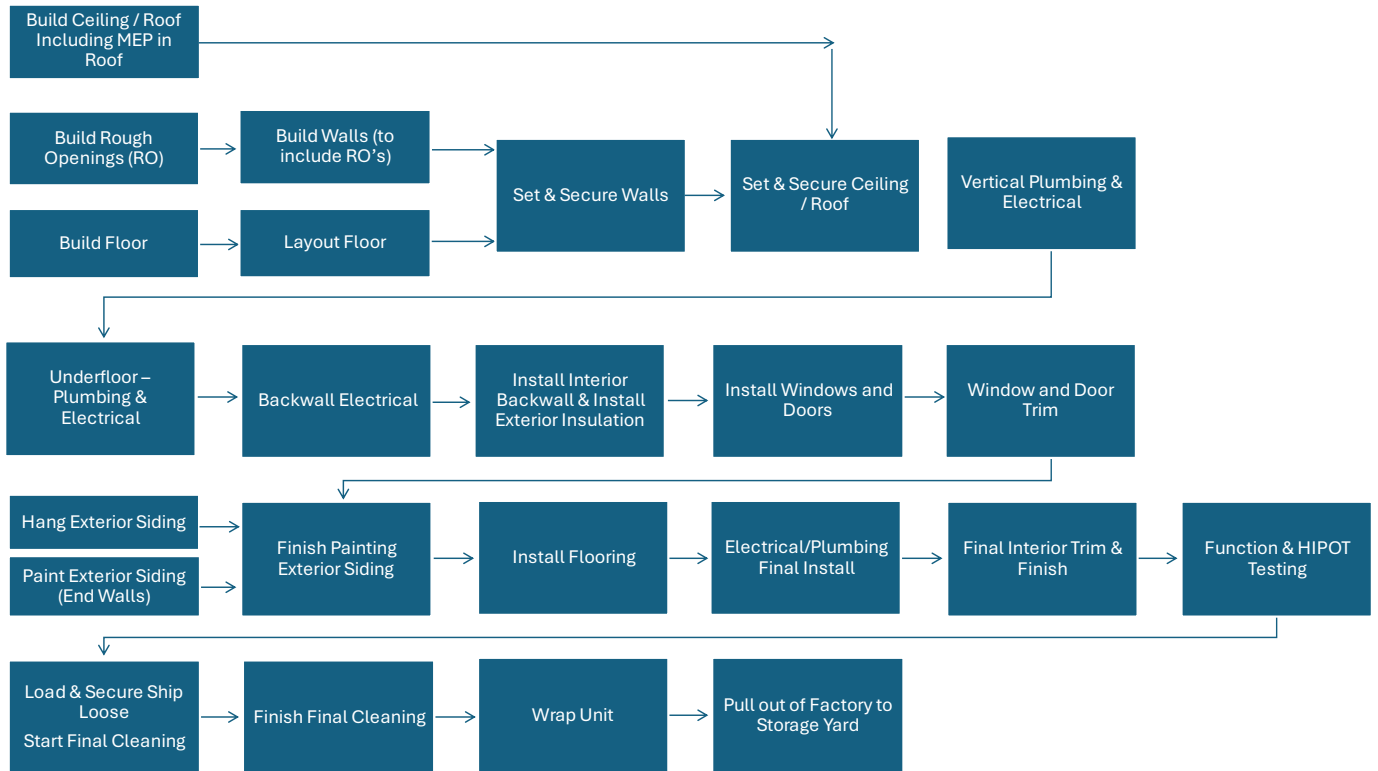 Build Ceiling / Roof
Including MEP in
Roof
Build Rough
Openings (RO)
Build Walls (to
include RO’s)
Set & Secure Walls
Set & Secure Ceiling
/ Roof
Vertical Plumbing &
Electrical
Build Floor
Layout Floor
Underfloor –
Plumbing &
Electrical
Backwall Electrical
Install Interior
Backwall & Install
Exterior Insulation
Install Windows and
Doors
Window and Door
Trim
Hang Exterior Siding
Paint Exterior Siding
(End Walls)
Finish Painting
Exterior Siding
Install Flooring
Electrical/Plumbing
Final Install
Final Interior Trim &
Finish
Function & HIPOT
Testing
Load & Secure Ship
Loose
Start Final Cleaning
Finish Final Cleaning
Wrap Unit
Pull out of Factory to
Storage Yard